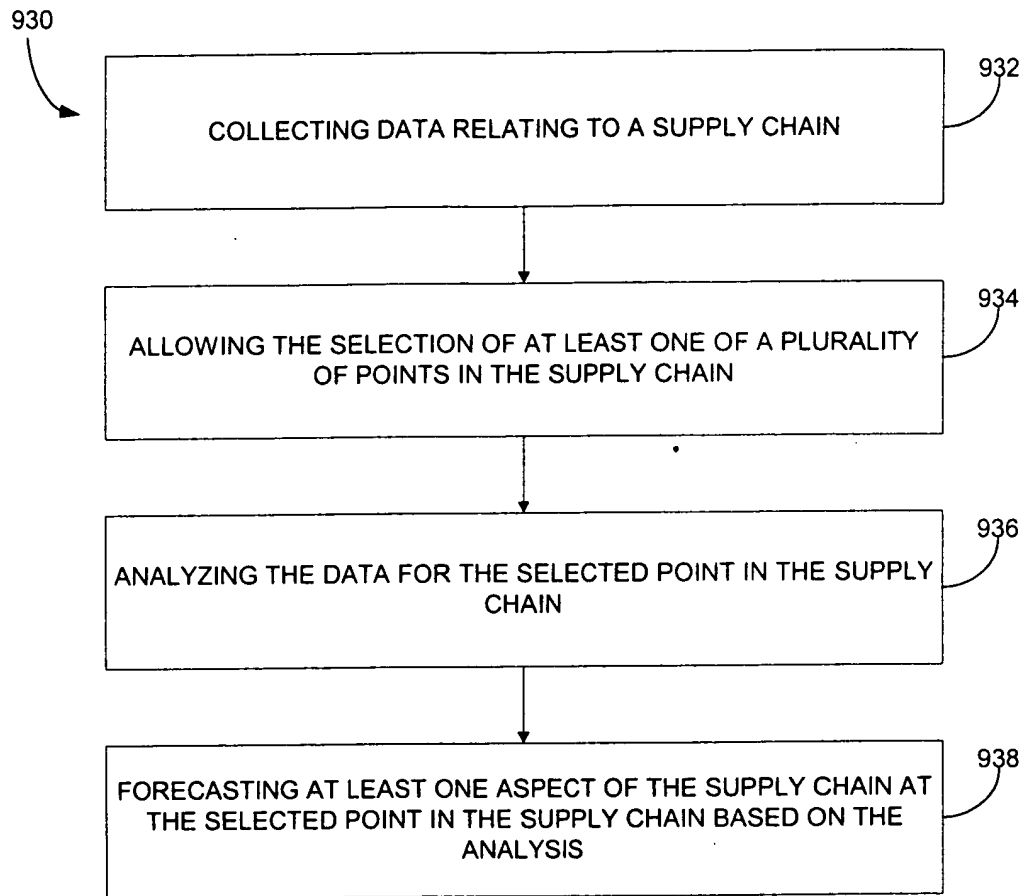 930
932
COLLECTING DATA RELATING TO A SUPPLY CHAIN
934
ALLOWING THE SELECTION OF AT LEAST ONE OF A PLURALITY
OF POINTS IN THE SUPPLY CHAIN
936
ANALYZING THE DATA FOR THE SELECTED POINT IN THE SUPPLY
CHAIN
938
FORECASTING AT LEAST ONE ASPECT OF THE SUPPLY CHAIN AT
THE SELECTED POINT IN THE SUPPLY CHAIN BASED ON THE
ANALYSIS